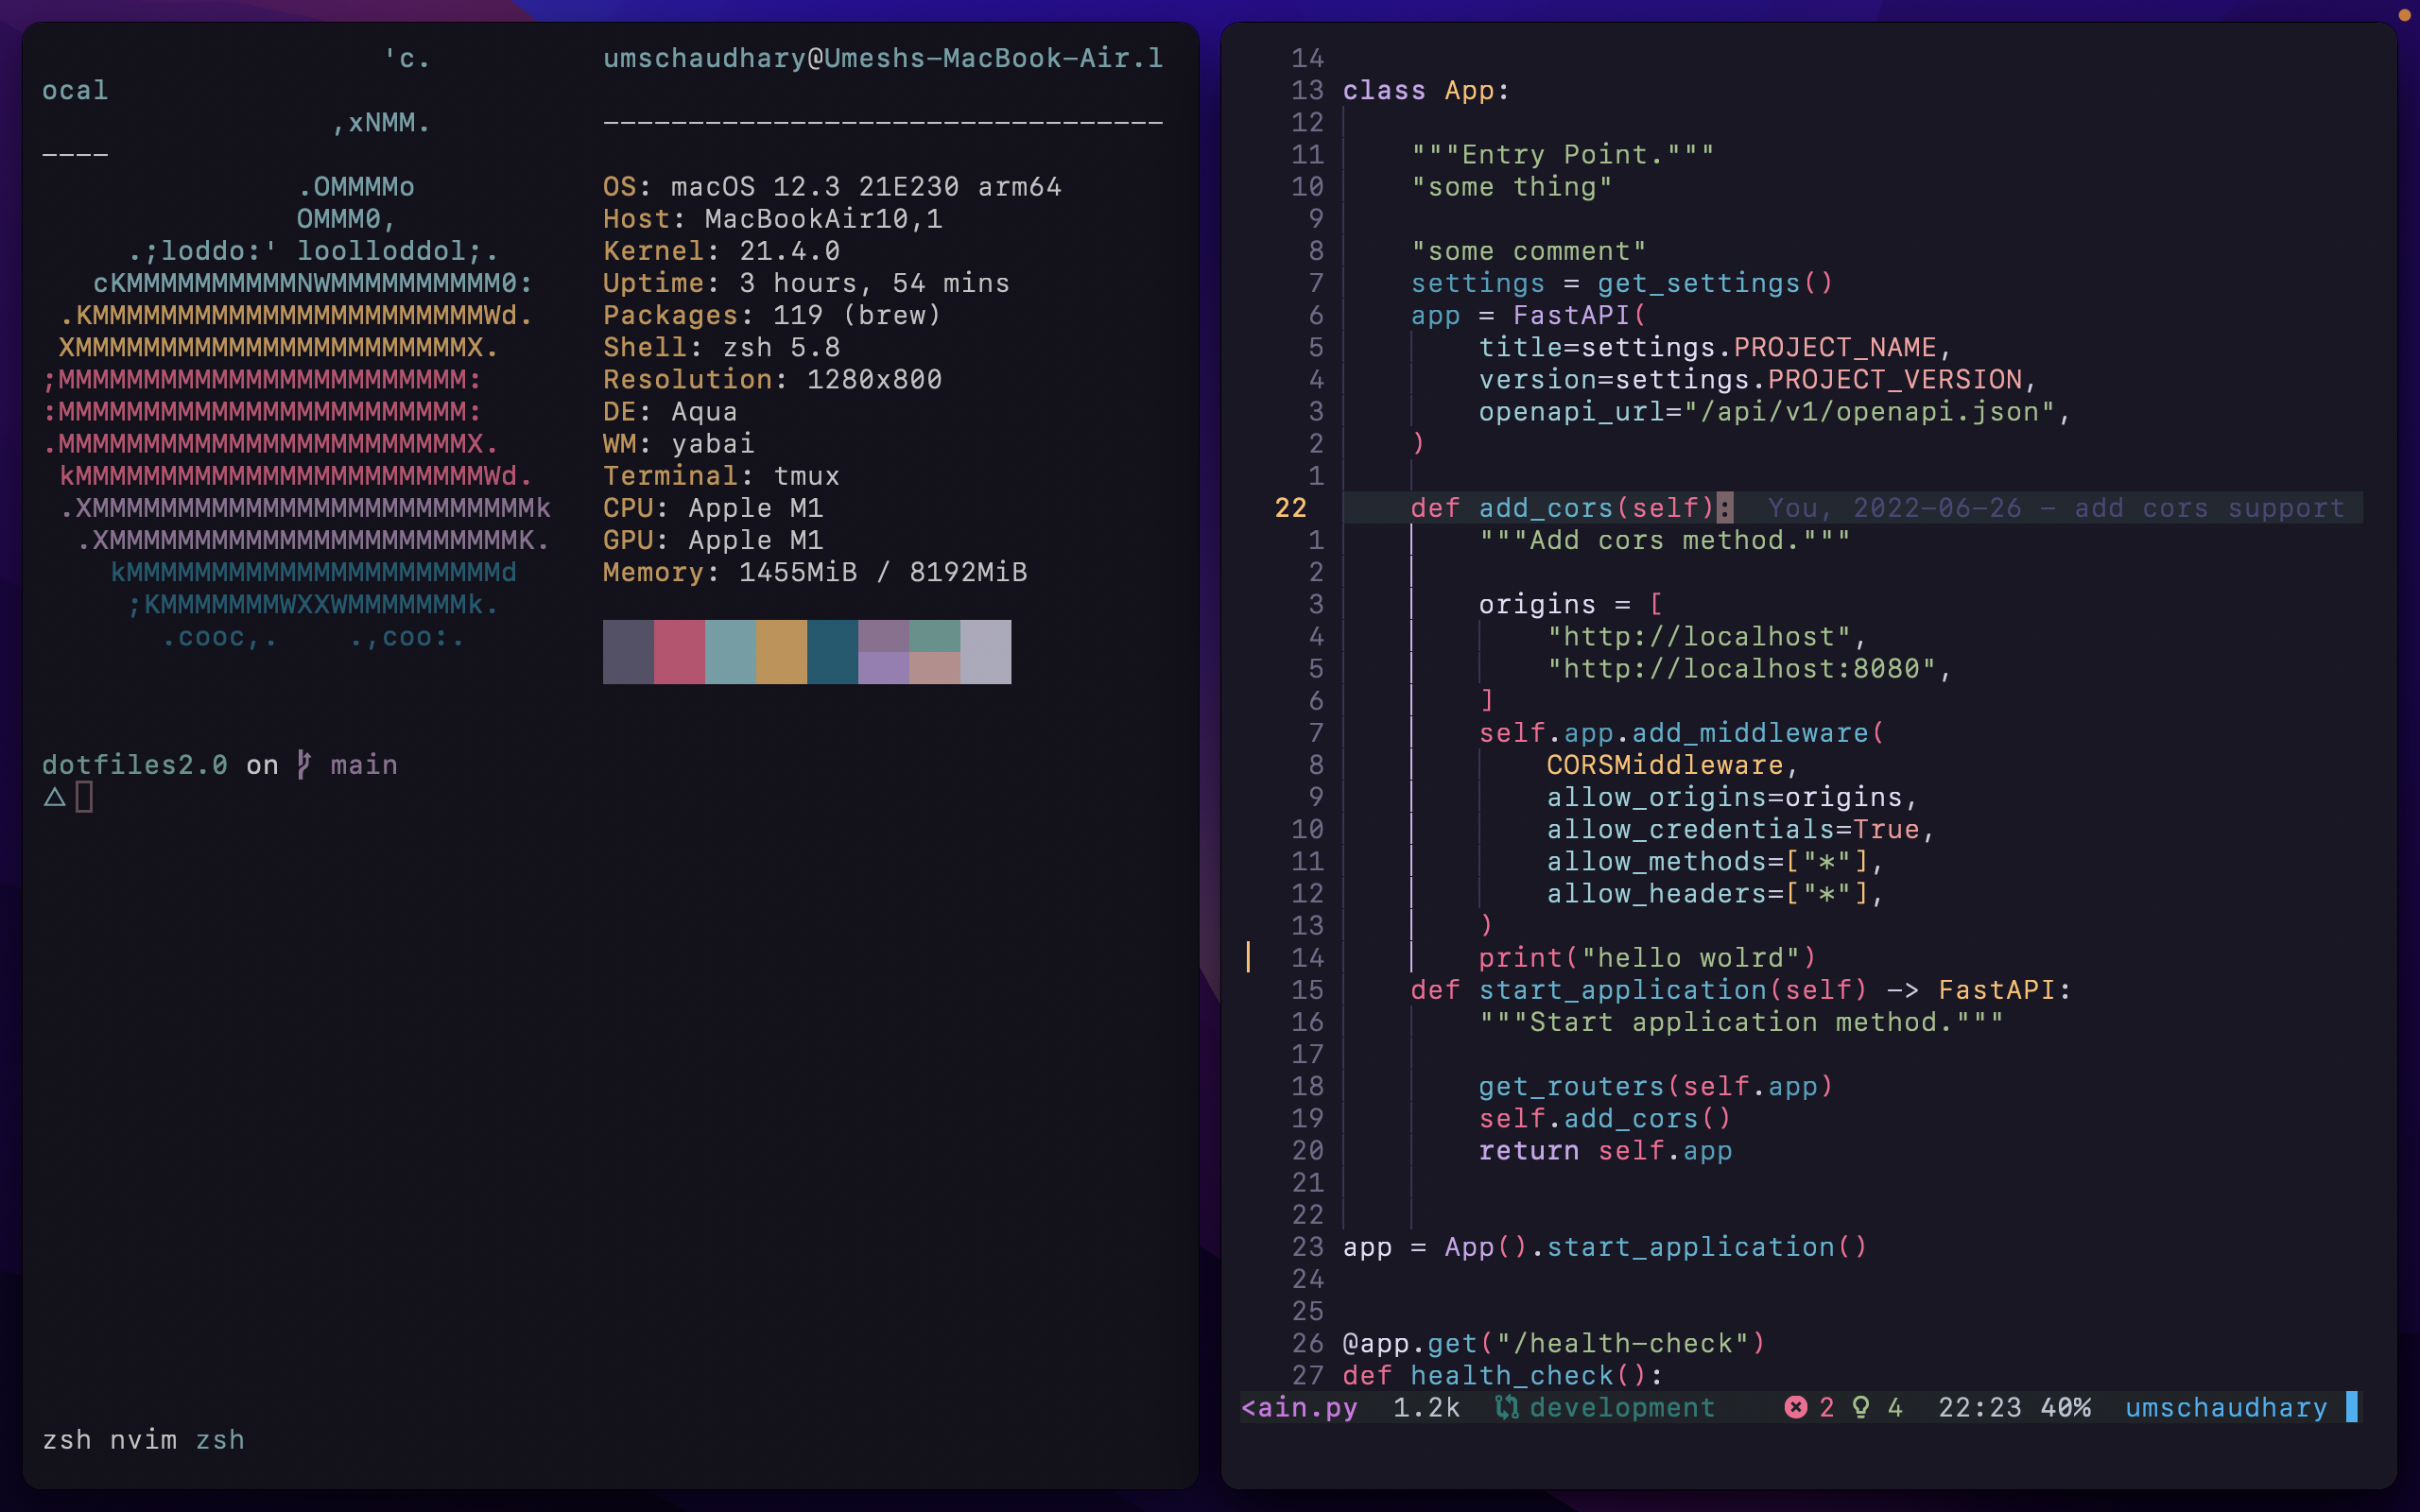 'c. umschaudhary@Umeshs-MacBook-Air.l
ocal
,xNMM. ---------------------------------
----
.OMMMMo OS: macOS 12.3 21E230 arm64
OMMM0, Host: MacBookAir10,1
.;loddo:' loolloddol;. Kernel: 21.4.0
cKMMMMMMMMMMNWMMMMMMMMMM0: Uptime: 3 hours, 54 mins
.KMMMMMMMMMMMMMMMMMMMMMMMWd. Packages: 119 (brew)
XMMMMMMMMMMMMMMMMMMMMMMMX. Shell: zsh 5.8
;MMMMMMMMMMMMMMMMMMMMMMMM: Resolution: 1280x800
:MMMMMMMMMMMMMMMMMMMMMMMM: DE: Aqua
.MMMMMMMMMMMMMMMMMMMMMMMMX. WM: yabai
kMMMMMMMMMMMMMMMMMMMMMMMMWd. Terminal: tmux
.XMMMMMMMMMMMMMMMMMMMMMMMMMMk CPU: Apple M1
.XMMMMMMMMMMMMMMMMMMMMMMMMK. GPU: Apple M1
kMMMMMMMMMMMMMMMMMMMMMMd Memory: 1455MiB / 8192MiB
;KMMMMMMMWXXWMMMMMMMk.
.cooc,. .,coo:.
dotfiles2.0 on main
△
zsh nvim zsh
14
13 class App:
12
11 """Entry Point."""
10 "some thing"
9
8 "some comment"
7 settings = get_settings()
6 app = FastAPI(
5 title=settings.PROJECT_NAME,
4 version=settings.PROJECT_VERSION,
3 openapi_url="/api/v1/openapi.json",
2 )
1
22 def add_cors(self): You, 2022-06-26 - add cors support
1 """Add cors method."""
2
3 origins = [
4 "http://localhost",
5 "http://localhost:8080",
6 ]
7 self.app.add_middleware(
8 CORSMiddleware,
9 allow_origins=origins,
10 allow_credentials=True,
11 allow_methods=["*"],
12 allow_headers=["*"],
13 )
14 print("hello wolrd")
15 def start_application(self) -> FastAPI:
16 """Start application method."""
17
18 get_routers(self.app)
19 self.add_cors()
20 return self.app
21
22
23 app = App().start_application()
24
25
26 @app.get("/health-check")
27 def health_check():
<ain.py 1.2k development 2 4 22:23 40% umschaudhary